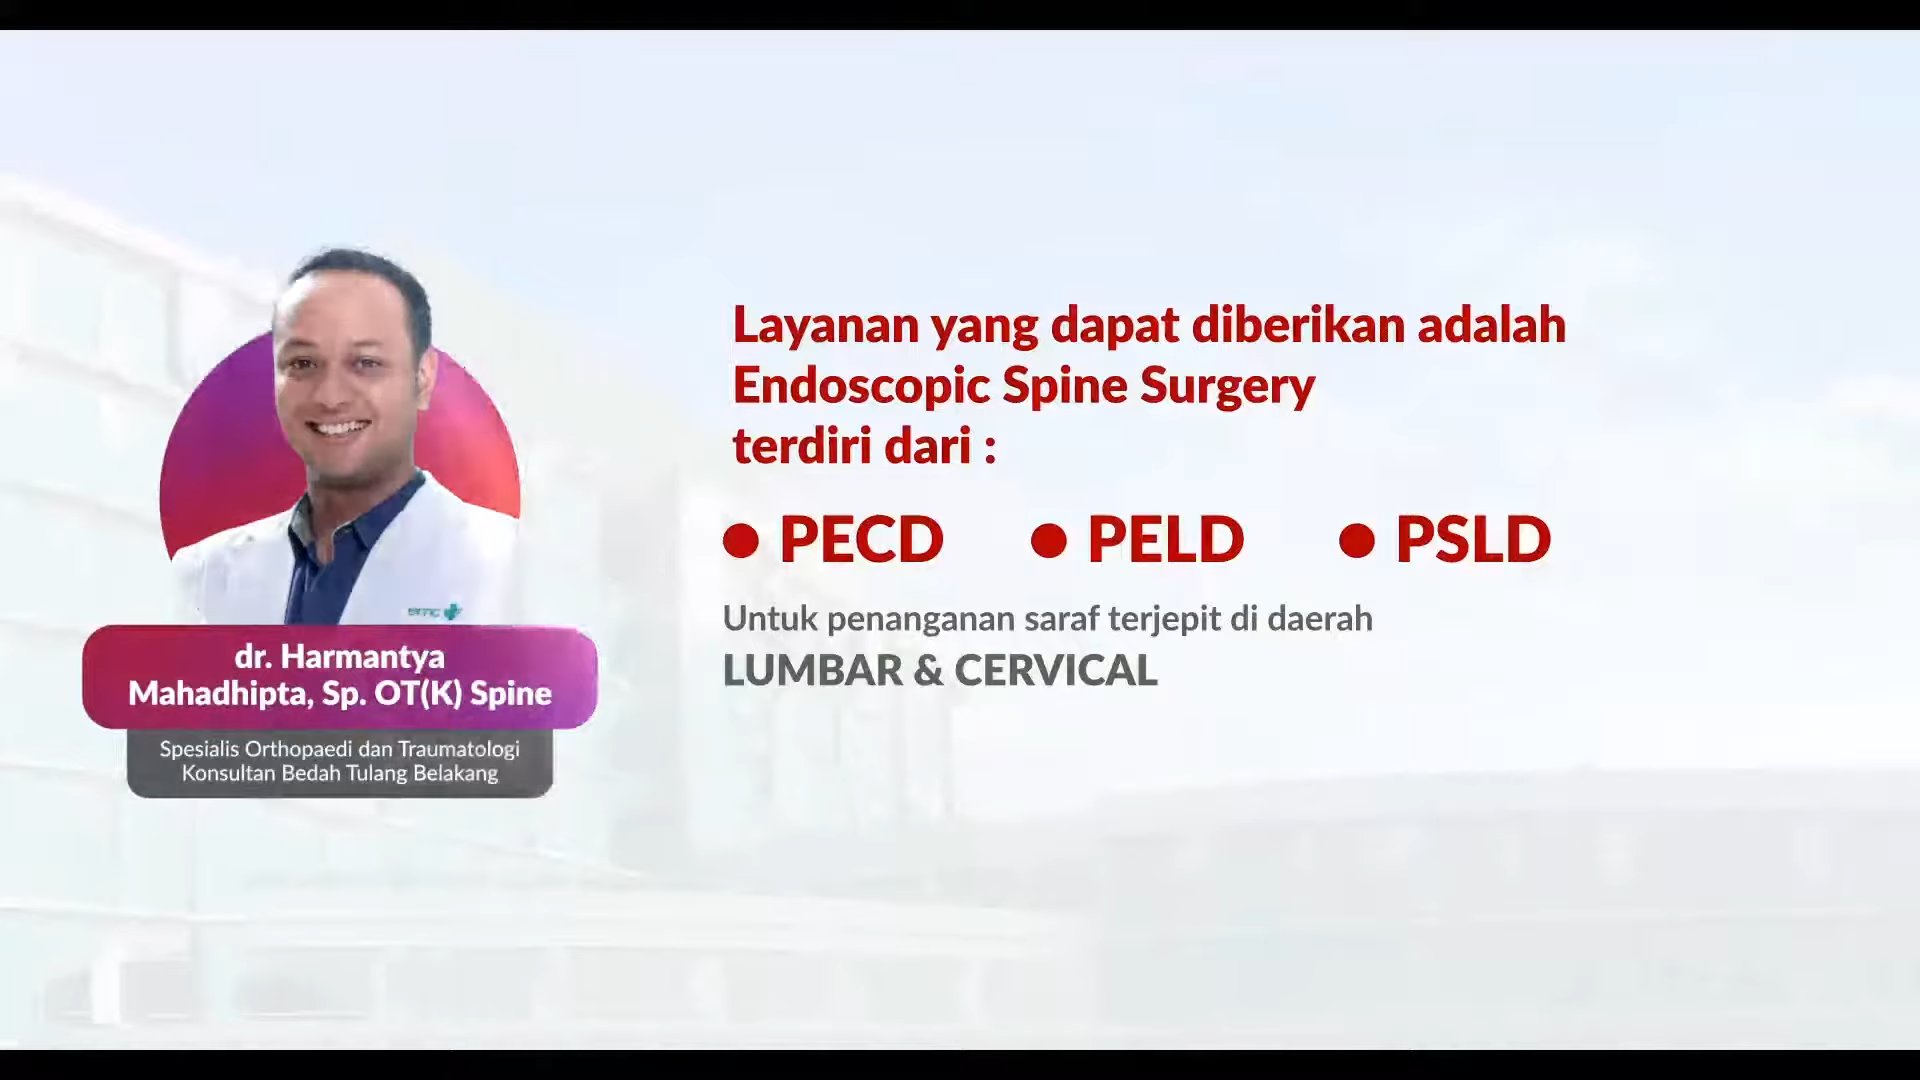 Layanan yang dapat diberikan adalah
Endoscopic Spine Surgery
terdiri dari :
● PECD ● PELD ● PSLD
Untuk penanganan saraf terjepit di daerah
LUMBAR & CERVICAL
dr. Harmantya
Mahadhipta, Sp. OT(K) Spine
Spesialis Orthopaedi dan Traumatologi
Konsultan Bedah Tulang Belakang